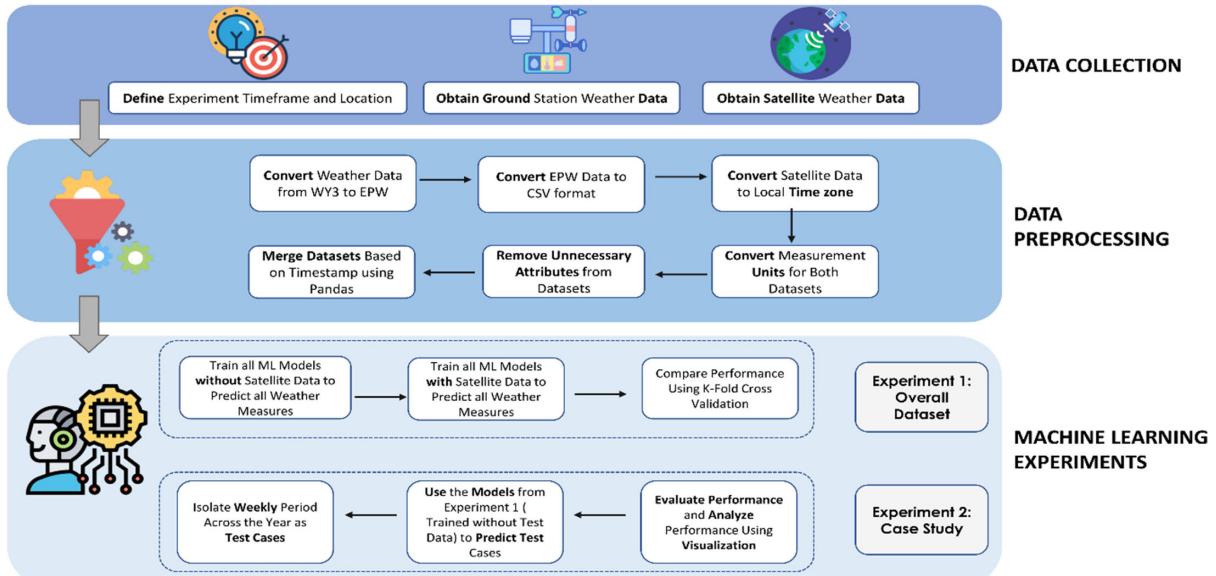 DATA COLLECTION
Define Experiment Timeframe and Location
Obtain Ground Station Weather Data
Obtain Satellite Weather Data
DATA
PREPROCESSING
Convert Weather Data
from WY3 to EPW
Convert EPW Data to
CSV format
Convert Satellite Data
to Local Time zone
Merge Datasets Based
on Timestamp using
Pandas
Remove Unnecessary
Attributes from
Datasets
Convert Measurement
Units for Both
Datasets
MACHINE LEARNING
EXPERIMENTS
Train all ML Models
without Satellite Data to
Predict all Weather
Measures
Train all ML Models
with Satellite Data to
Predict all Weather
Measures
Compare Performance
Using K-Fold Cross
Validation
Experiment 1:
Overall
Dataset
Isolate Weekly Period
Across the Year as
Test Cases
Use the Models from
Experiment 1 (
Trained without Test
Data) to Predict Test
Cases
Evaluate Performance
and Analyze
Performance Using
Visualization
Experiment 2:
Case Study